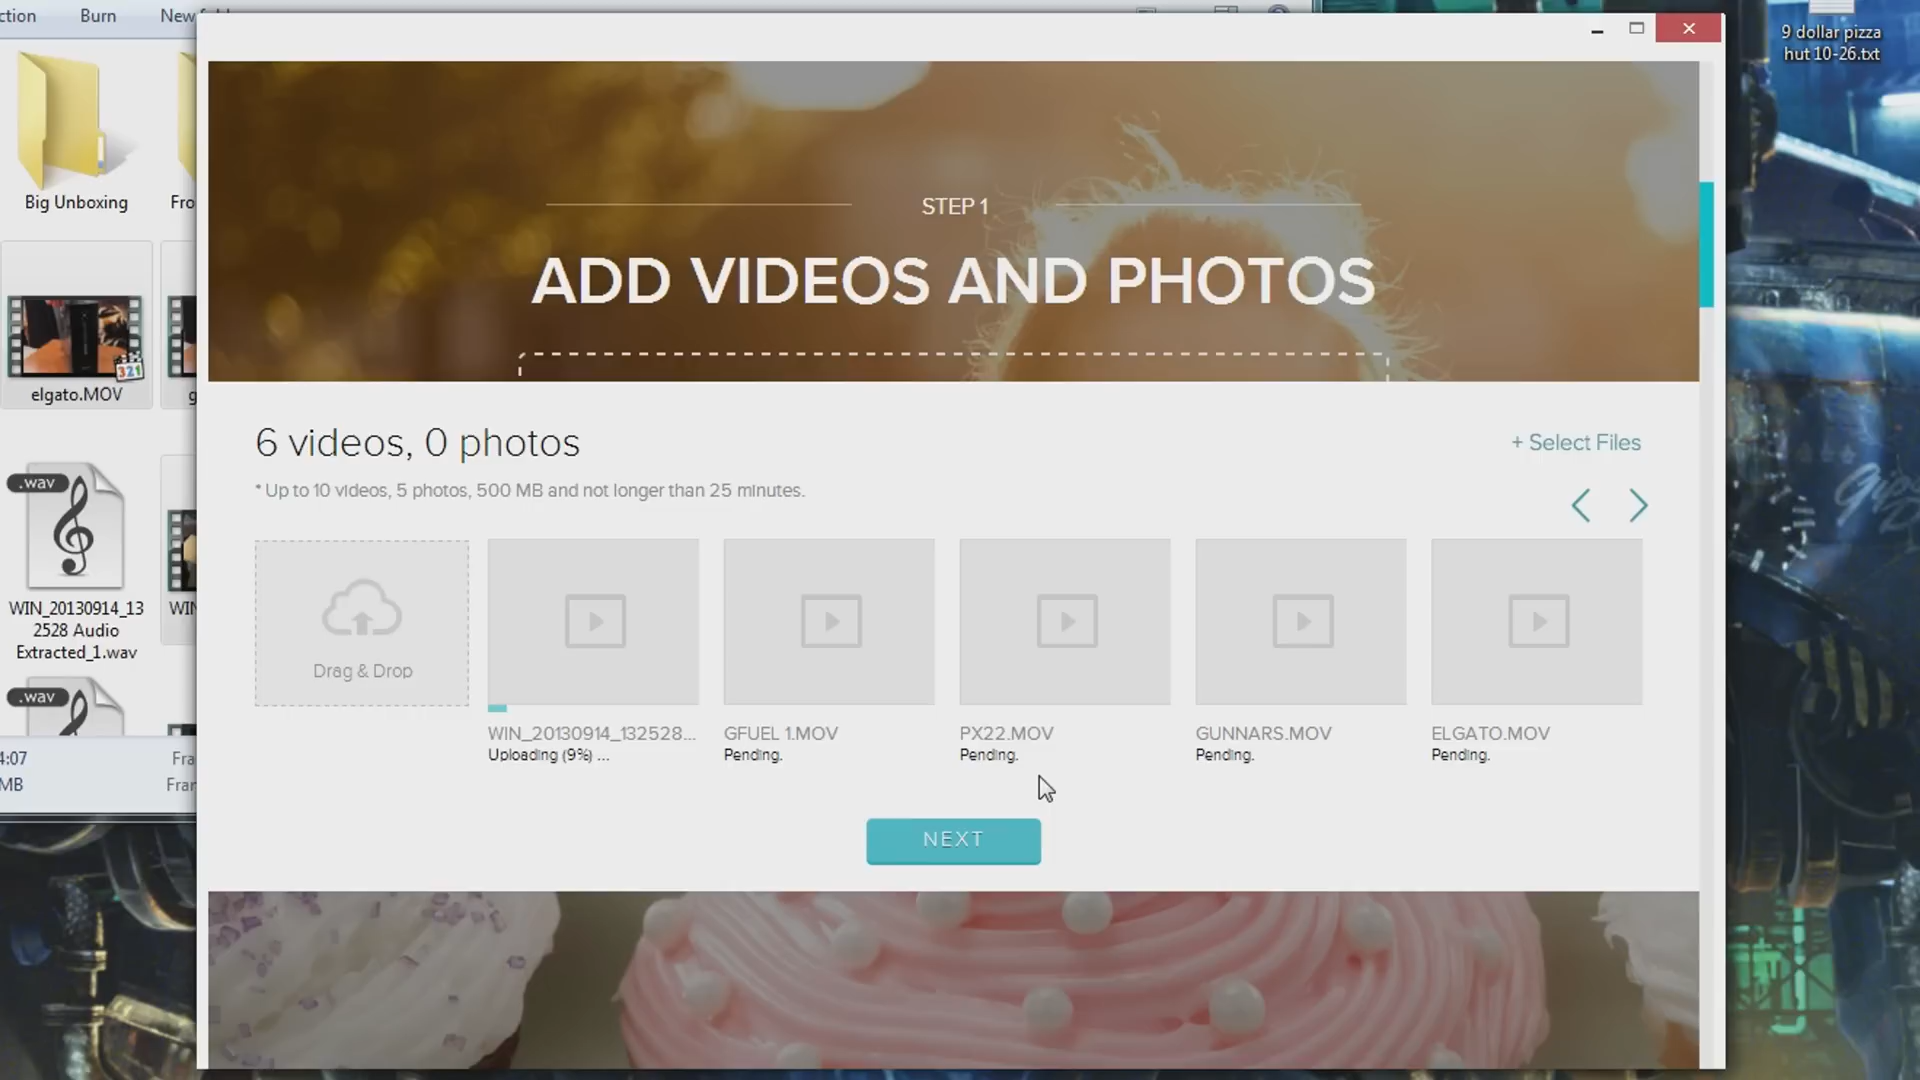 ction Burn New
9 dollar pizza
hut 10-26.txt
Big Unboxing
Fro
elgato.MOV
g
.wav
WIN_20130914_13
2528 Audio
Extracted_1.wav
WIN
.wav
4:07
Fra
MB
Fran
STEP 1
ADD VIDEOS AND PHOTOS
6 videos, 0 photos
+ Select Files
* Up to 10 videos, 5 photos, 500 MB and not longer than 25 minutes.
Drag & Drop
WIN_20130914_132528... GFUEL 1.MOV PX22.MOV GUNNARS.MOV ELGATO.MOV
Uploading (9%) ... Pending. Pending. Pending. Pending.
NEXT